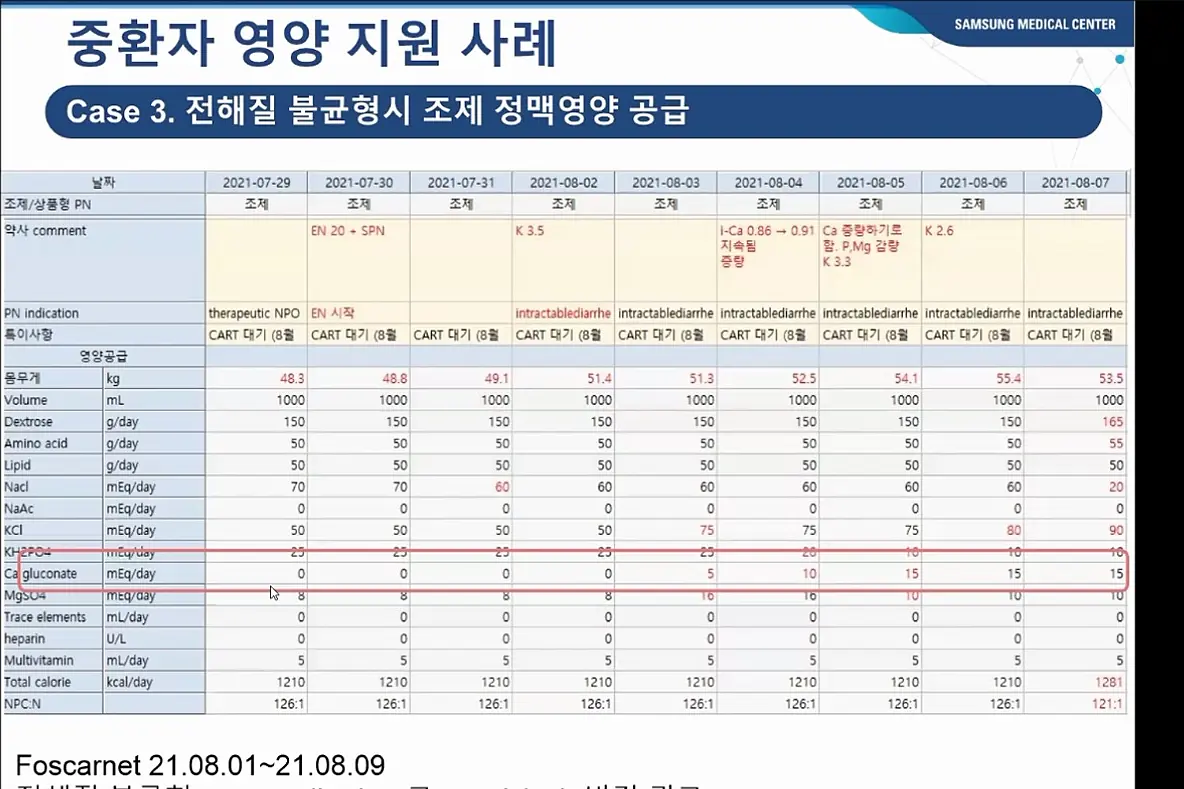 중환자 영양 지원 사례
SAMSUNG MEDICAL CENTER
Case 3. 전해질 불균형시 조제 정맥영양 공급
날짜 2021-07-29 2021-07-30 2021-07-31 2021-08-02 2021-08-03 2021-08-04 2021-08-05 2021-08-06 2021-08-07
조제/상품형 PN 조제 조제 조제 조제 조제 조제 조제 조제 조제
약사 comment EN 20 + SPN K 3.5 i-Ca 0.86 → 0.91 Ca 증량하기로 K 2.6
지속됨 함. P,Mg 감량
증량 K 3.3
PN indication therapeutic NPO EN 시작 intractablediarrhe intractablediarrhe intractablediarrhe intractablediarrhe intractablediarrhe intractablediarrhe
특이사항 CART 대기 (8월 CART 대기 (8월 CART 대기 (8월 CART 대기 (8월 CART 대기 (8월 CART 대기 (8월 CART 대기 (8월 CART 대기 (8월 CART 대기 (8월
영양공급
몸무게 kg 48.3 48.8 49.1 51.4 51.3 52.5 54.1 55.4 53.5
Volume mL 1000 1000 1000 1000 1000 1000 1000 1000 1000
Dextrose g/day 150 150 150 150 150 150 150 150 165
Amino acid g/day 50 50 50 50 50 50 50 50 55
Lipid g/day 50 50 50 50 50 50 50 50 50
Nacl mEq/day 70 70 60 60 60 60 60 60 20
NaAc mEq/day 0 0 0 0 0 0 0 0 0
KCl mEq/day 50 50 50 50 75 75 75 80 90
KH2PO4 mEq/day 25 25 25 25 25 20 10 10 10
Ca gluconate mEq/day 0 0 0 0 5 10 15 15 15
MgSO4 mEq/day 8 8 8 8 16 16 10 10 10
Trace elements mL/day 0 0 0 0 0 0 0 0 0
heparin U/L 0 0 0 0 0 0 0 0 0
Multivitamin mL/day 5 5 5 5 5 5 5 5 5
Total calorie kcal/day 1210 1210 1210 1210 1210 1210 1210 1210 1281
NPC:N 126:1 126:1 126:1 126:1 126:1 126:1 126:1 126:1 121:1
Foscarnet 21.08.01~21.08.09